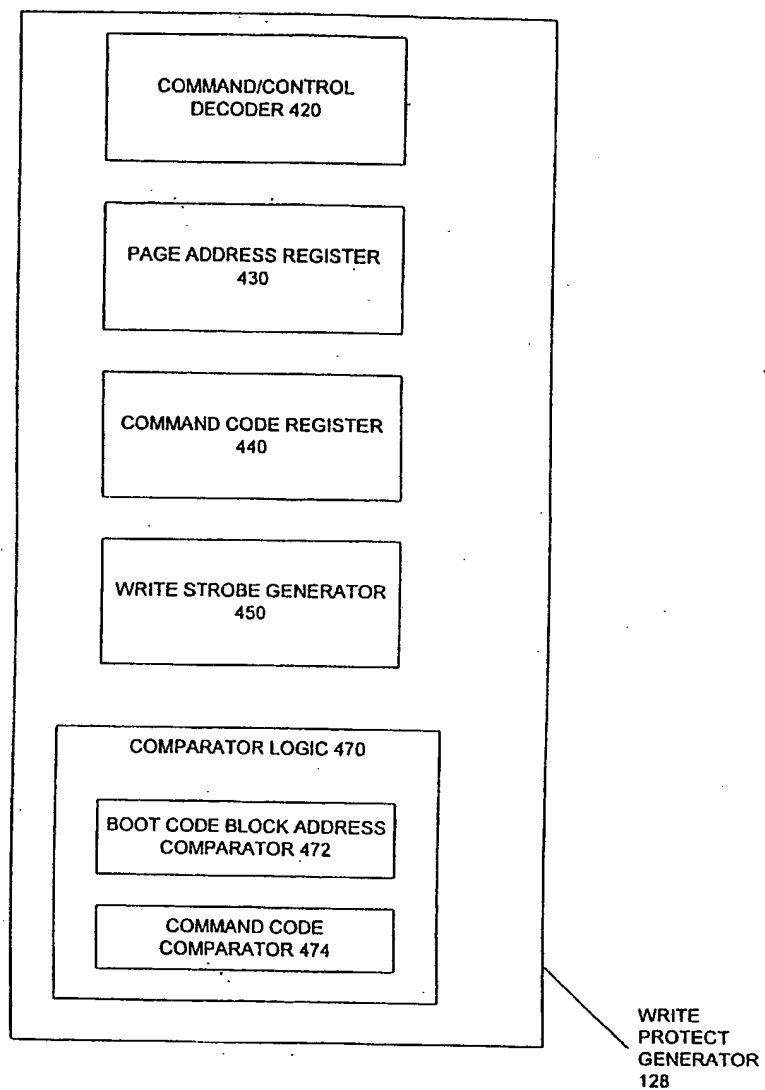 COMMAND/CONTROL
DECODER 420
PAGE ADDRESS REGISTER
430
COMMAND CODE REGISTER
440
WRITE STROBE GENERATOR
450
COMPARATOR LOGIC 470
BOOT CODE BLOCK ADDRESS
COMPARATOR 472
COMMAND CODE
COMPARATOR 474
WRITE
PROTECT
GENERATOR
128